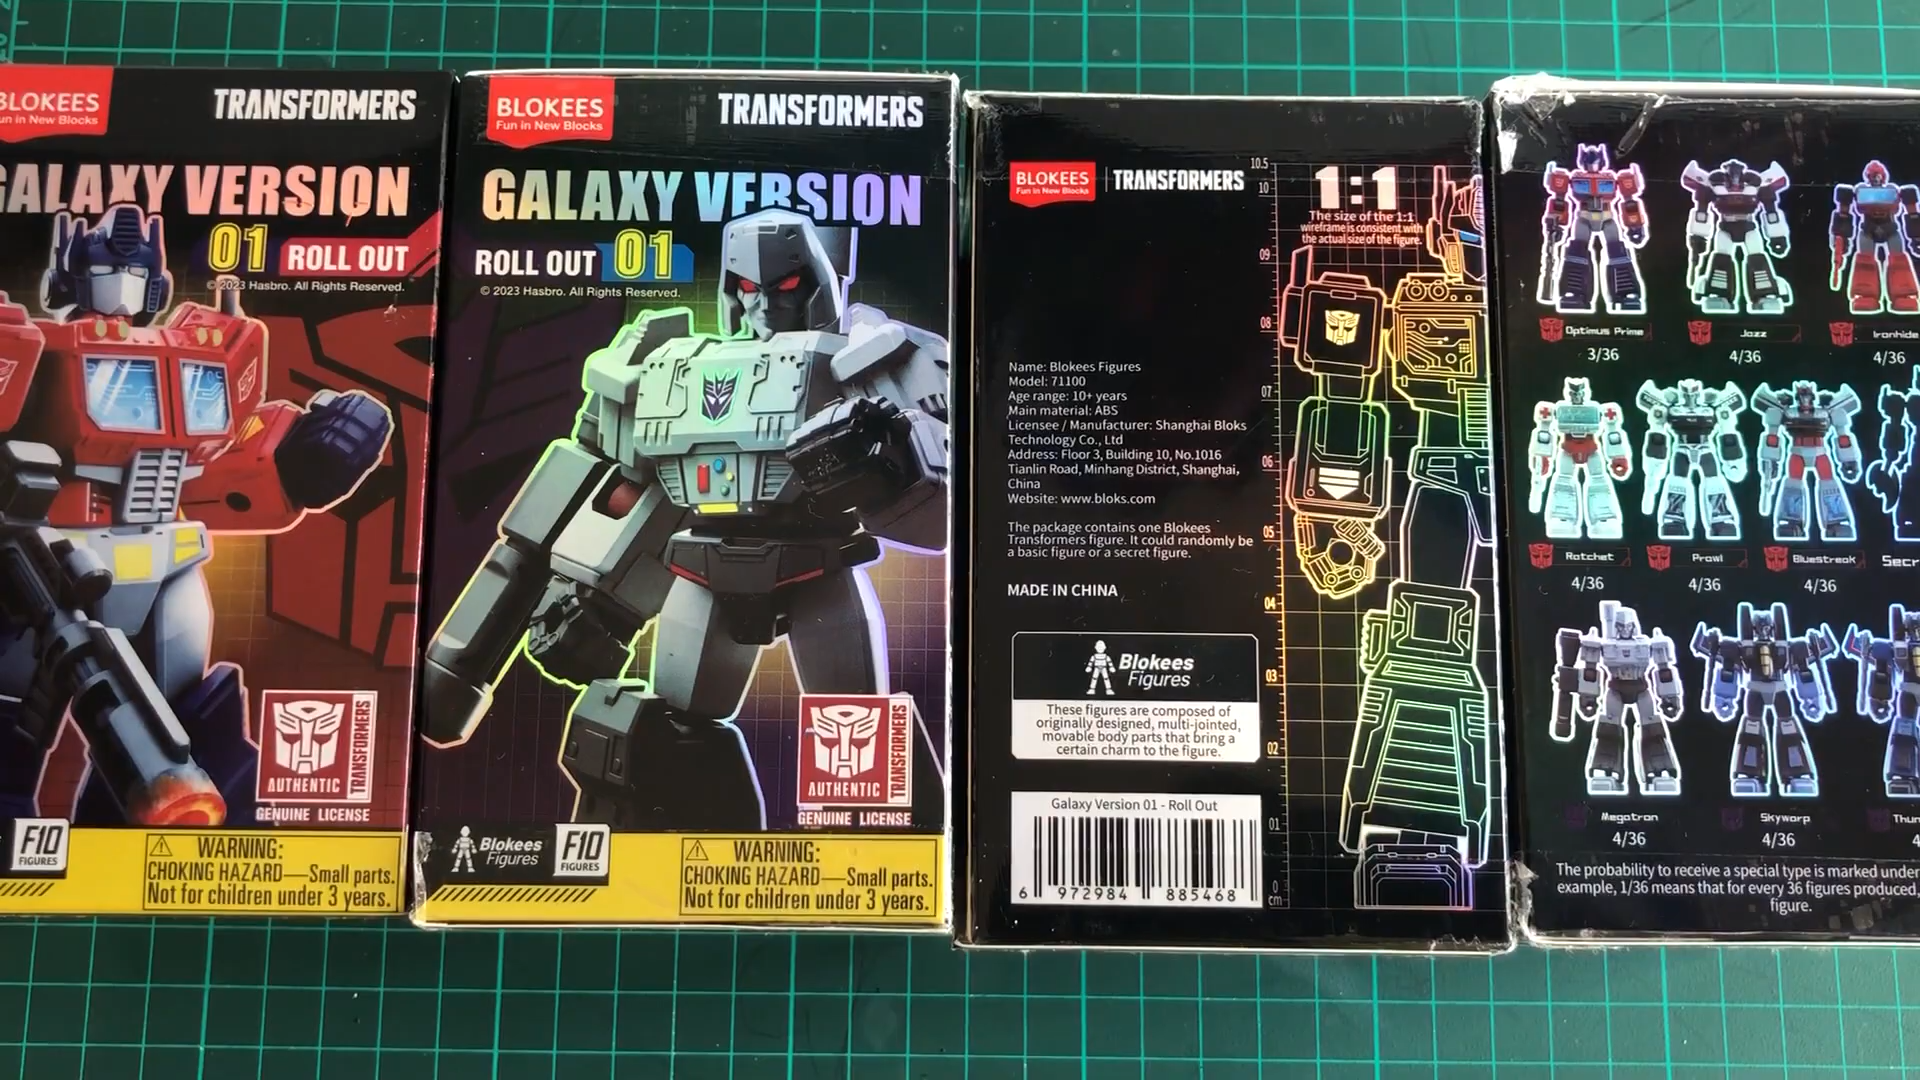 BLOKEES
un in New Blocks
TRANSFORMERS
GALAXY VERSION
01 ROLL OUT
© 2023 Hasbro. All Rights Reserved.
AUTHENTIC
TRANSFORMERS
GENUINE LICENSE
F10
FIGURES
WARNING:
CHOKING HAZARD—Small parts.
Not for children under 3 years.
BLOKEES
Fun in New Blocks
TRANSFORMERS
GALAXY VERSION
ROLL OUT 01
© 2023 Hasbro. All Rights Reserved.
AUTHENTIC
TRANSFORMERS
GENUINE LICENSE
Blokees
Figures
F10
FIGURES
WARNING:
CHOKING HAZARD—Small parts.
Not for children under 3 years.
BLOKEES
Fun in New Blocks
TRANSFORMERS
1:1
The size of the 1:1
wireframe is consistent with
the actual size of the figure.
10.5
10
09
08
07
06
05
04
03
02
01
0
cm
Name: Blokees Figures
Model: 71100
Age range: 10+ years
Main material: ABS
Licensee / Manufacturer: Shanghai Bloks
Technology Co., Ltd
Address: Floor 3, Building 10, No.1016
Tianlin Road, Minhang District, Shanghai,
China
Website: www.bloks.com
The package contains one Blokees
Transformers figure. It could randomly be
a basic figure or a secret figure.
MADE IN CHINA
Blokees
Figures
These figures are composed of
originally designed, multi-jointed,
movable body parts that bring a
certain charm to the figure.
Galaxy Version 01 - Roll Out
6 972984 885468
Optimus Prime Jazz Ironhide
3/36 4/36 4/36
Ratchet Prowl Bluestreak Secr
4/36 4/36 4/36
Megatron Skywarp Thun
4/36 4/36 4
The probability to receive a special type is marked under
example, 1/36 means that for every 36 figures produced,
figure.